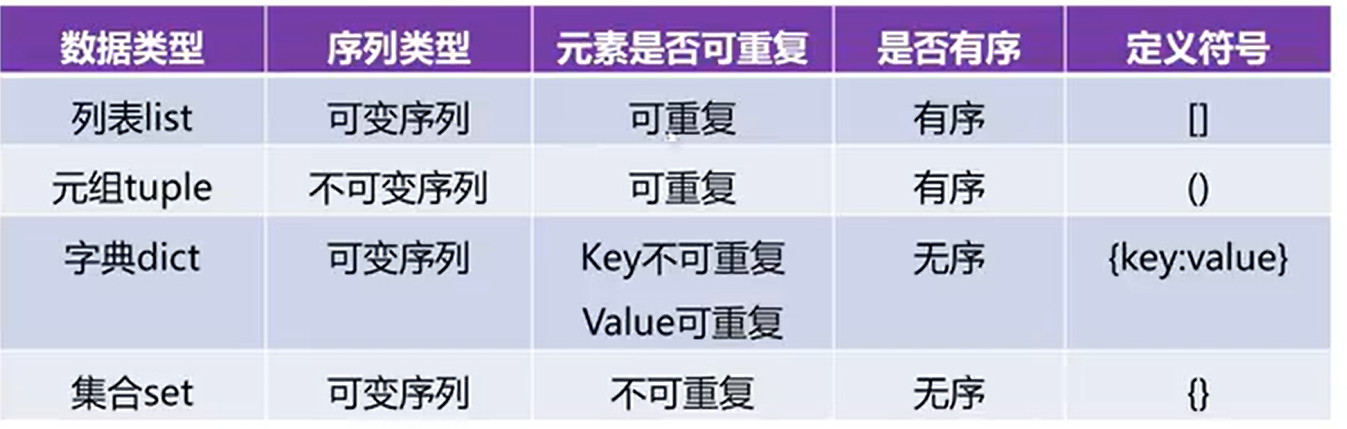 数据类型 序列类型 元素是否可重复 是否有序 定义符号
列表list 可变序列 可重复 有序 []
元组tuple 不可变序列 可重复 有序 ()
字典dict 可变序列 Key不可重复 无序 {key:value}
Value可重复
集合set 可变序列 不可重复 无序 {}